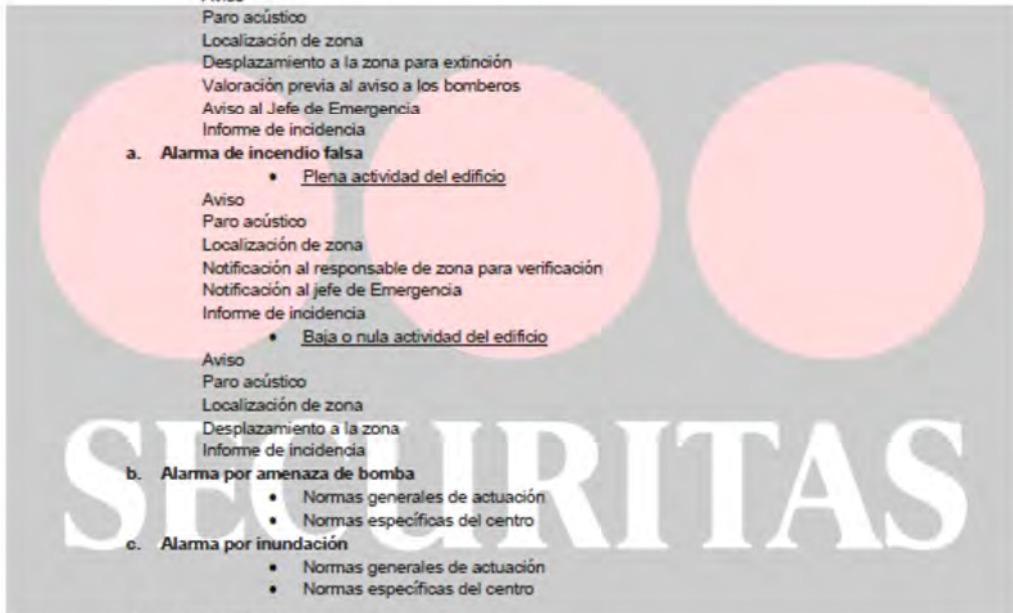 Aviso
Paro acústico
Localización de zona
Desplazamiento a la zona para extinción
Valoración previa al aviso a los bomberos
Aviso al Jefe de Emergencia
Informe de incidencia
a. Alarma de incendio falsa
• Plena actividad del edificio
Aviso
Paro acústico
Localización de zona
Notificación al responsable de zona para verificación
Notificación al jefe de Emergencia
Informe de incidencia
• Baja o nula actividad del edificio
Aviso
Paro acústico
Localización de zona
Desplazamiento a la zona
Informe de incidencia
b. Alarma por amenaza de bomba
• Normas generales de actuación
• Normas específicas del centro
c. Alarma por inundación
• Normas generales de actuación
• Normas específicas del centro
SECURITAS